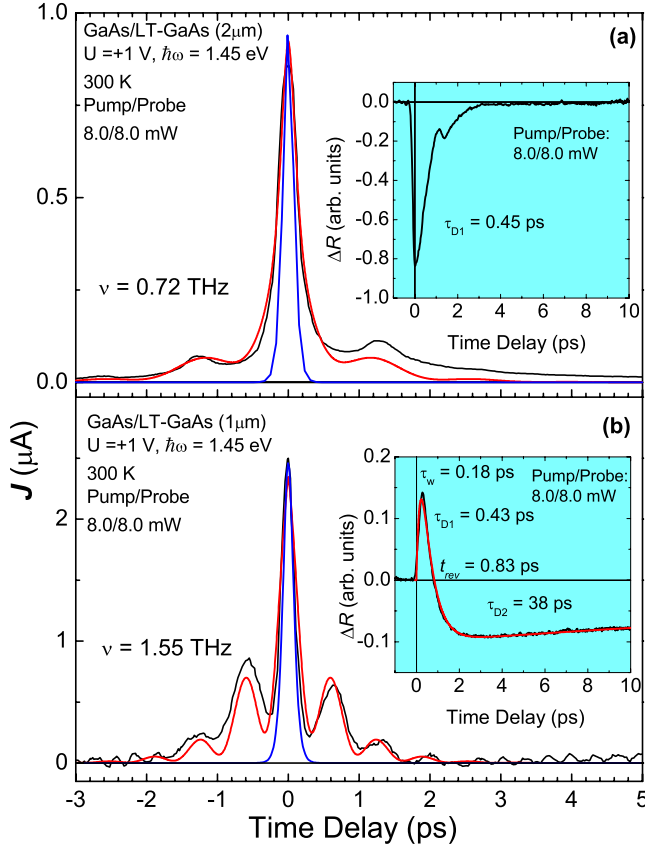 GaAs/LT-GaAs (2μm)
U =+1 V, ℏω = 1.45 eV
300 K
Pump/Probe
8.0/8.0 mW
(a)
ν = 0.72 THz
1.0
0.5
0.0
Pump/Probe:
8.0/8.0 mW
τD1 = 0.45 ps
ΔR (arb. units)
0.0
-0.2
-0.4
-0.6
-0.8
-1.0
0 2 4 6 8 10
Time Delay (ps)
J (μA)
GaAs/LT-GaAs (1μm)
U =+1 V, ℏω = 1.45 eV
300 K
Pump/Probe
8.0/8.0 mW
(b)
ν = 1.55 THz
2
1
0
τw = 0.18 ps
Pump/Probe:
8.0/8.0 mW
τD1 = 0.43 ps
trev = 0.83 ps
τD2 = 38 ps
ΔR (arb. units)
0.2
0.1
0.0
-0.1
0 2 4 6 8 10
Time Delay (ps)
-3 -2 -1 0 1 2 3 4 5
Time Delay (ps)